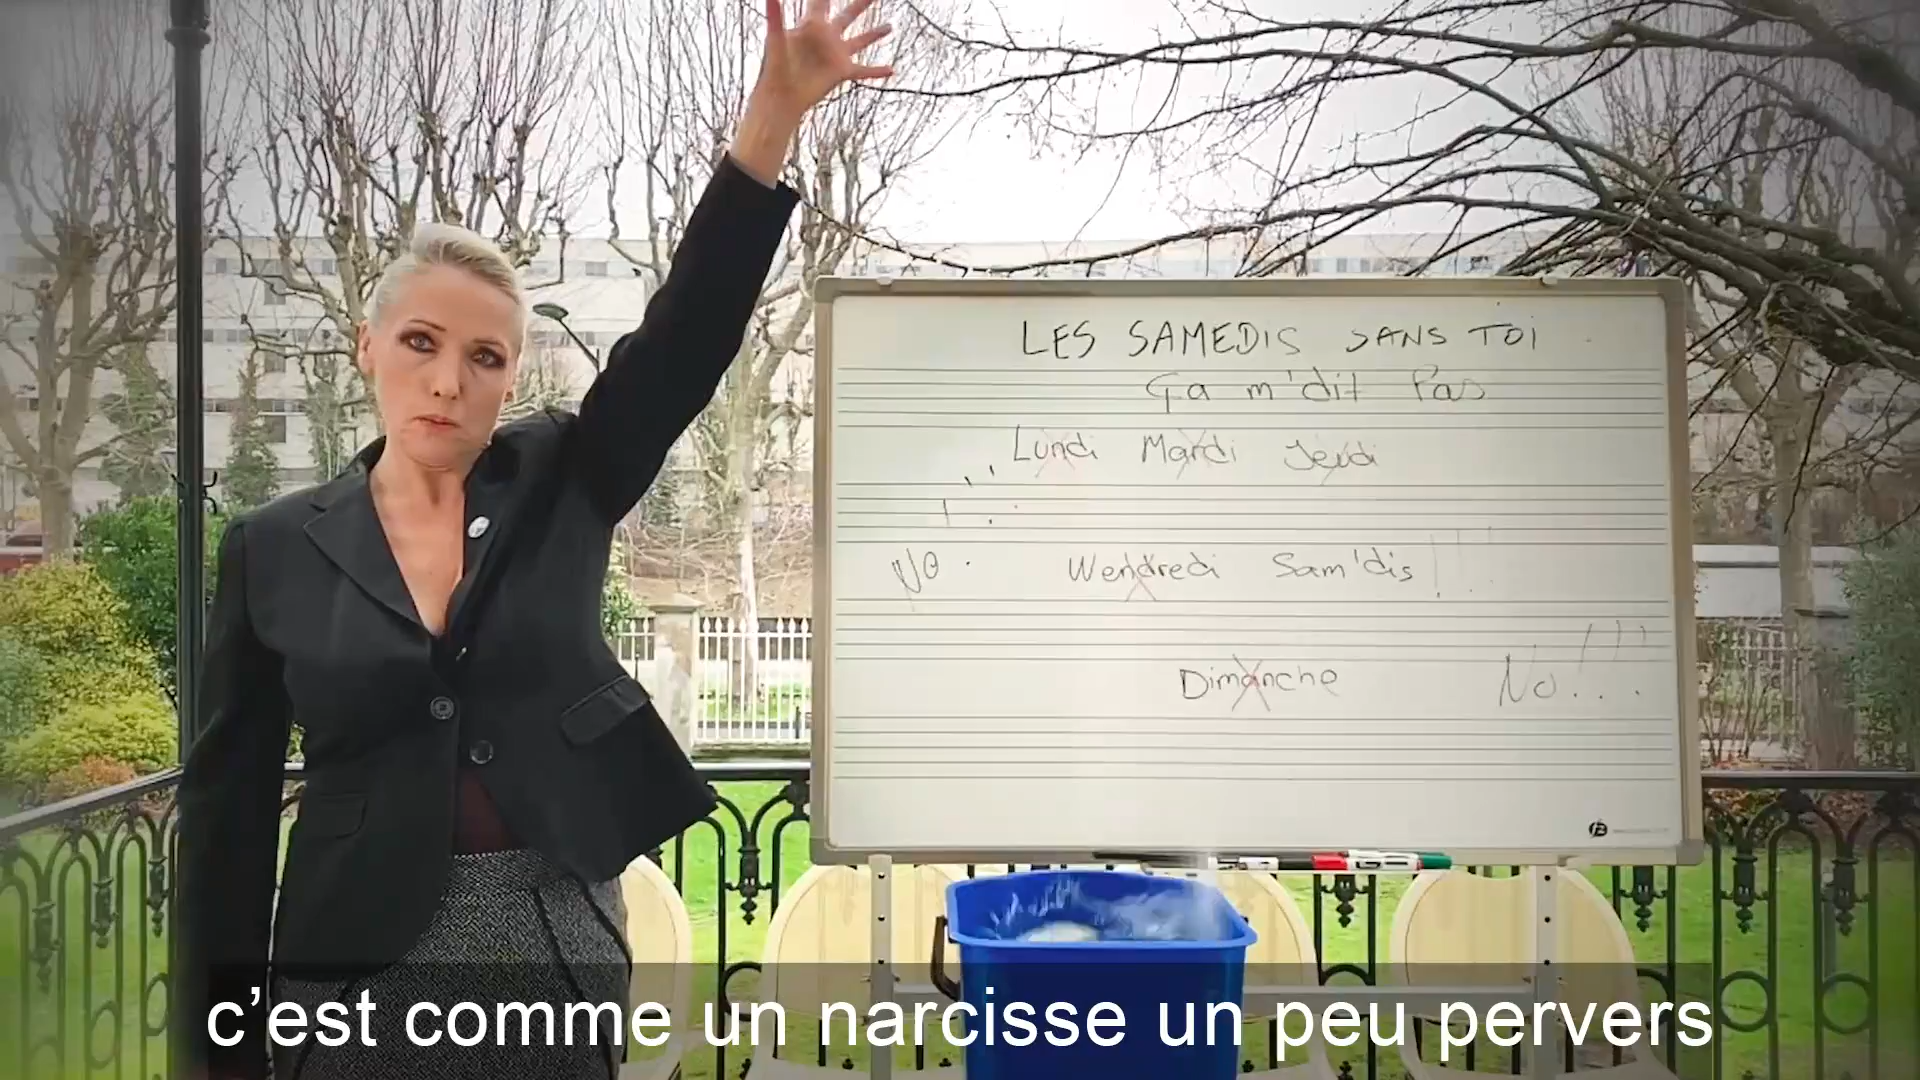 LES SAMEDIS SANS TOI
Ça m'dit Pas
Lundi Mardi Jeudi
NO. Wendredi Sam'dis!!!
Dimanche No!!!...
c’est comme un narcisse un peu pervers